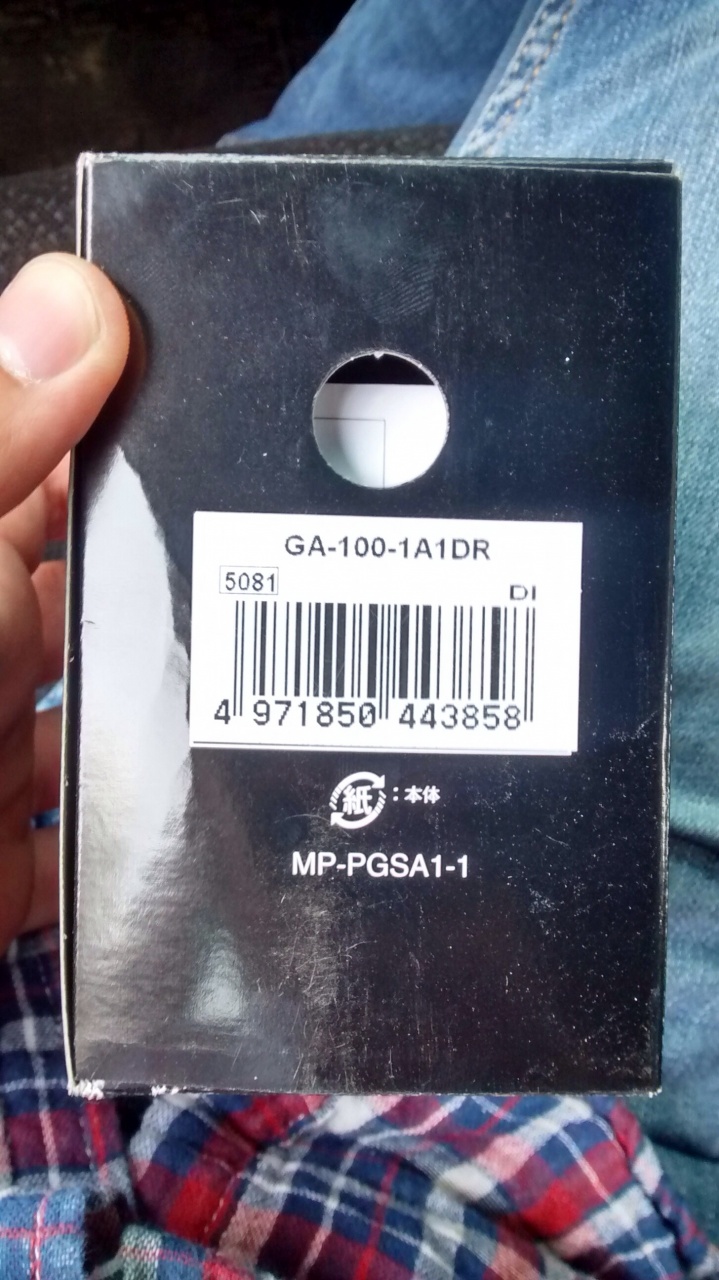 GA-100-1A1DR
5081
DI
4 971850 443858
紙 : 本体
MP-PGSA1-1